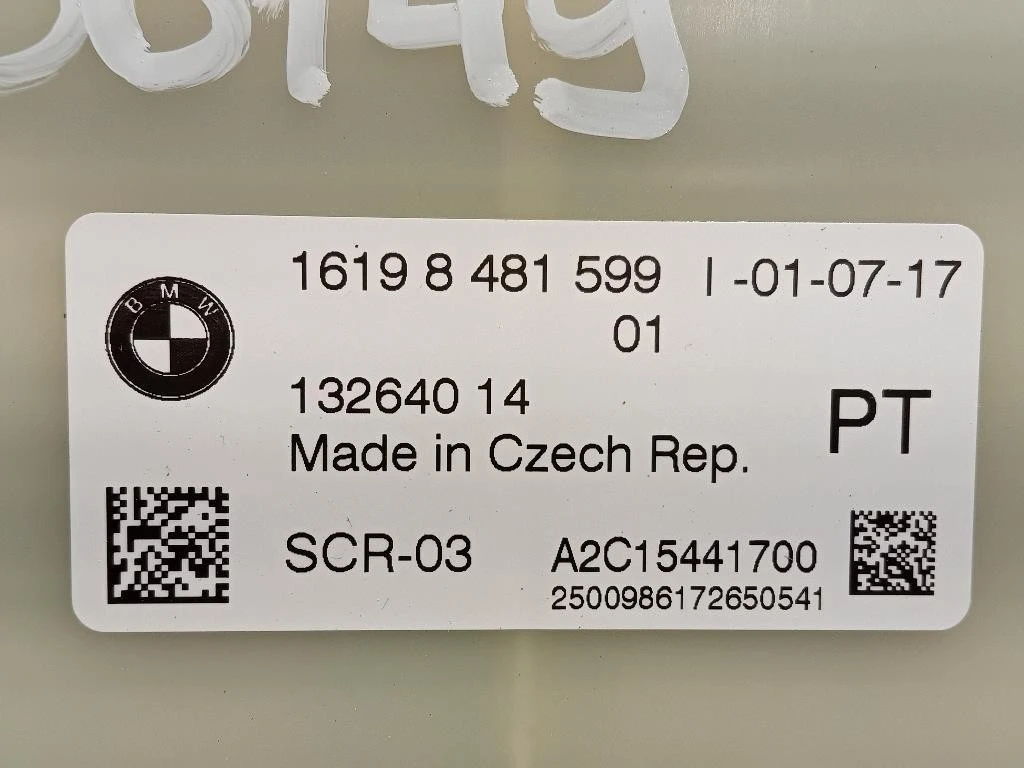 1619 8 481 599 I -01-07-17
01
BMW
132640 14
PT
Made in Czech Rep.
SCR-03
A2C15441700
2500986172650541